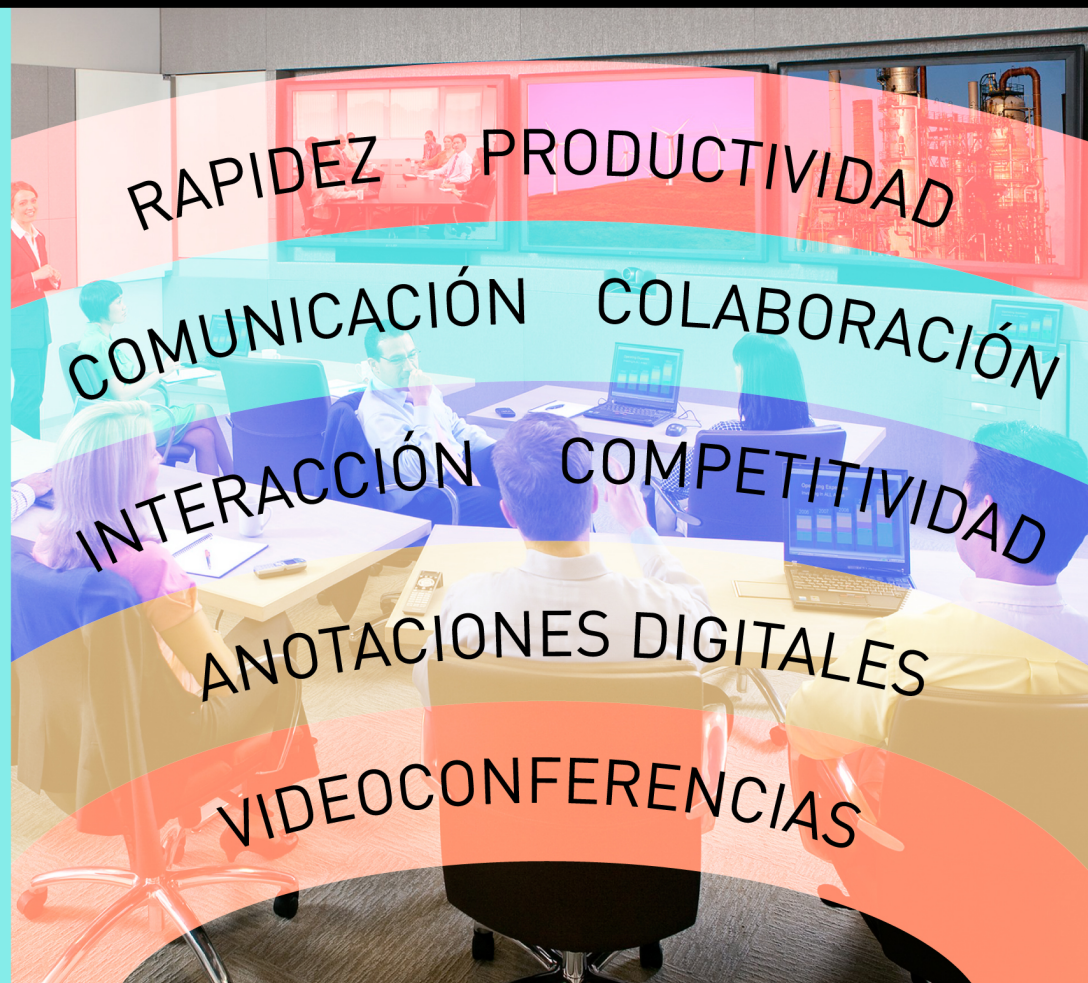 RAPIDEZ PRODUCTIVIDAD
COMUNICACIÓN COLABORACIÓN
INTERACCIÓN COMPETITIVIDAD
ANOTACIONES DIGITALES
VIDEOCONFERENCIAS